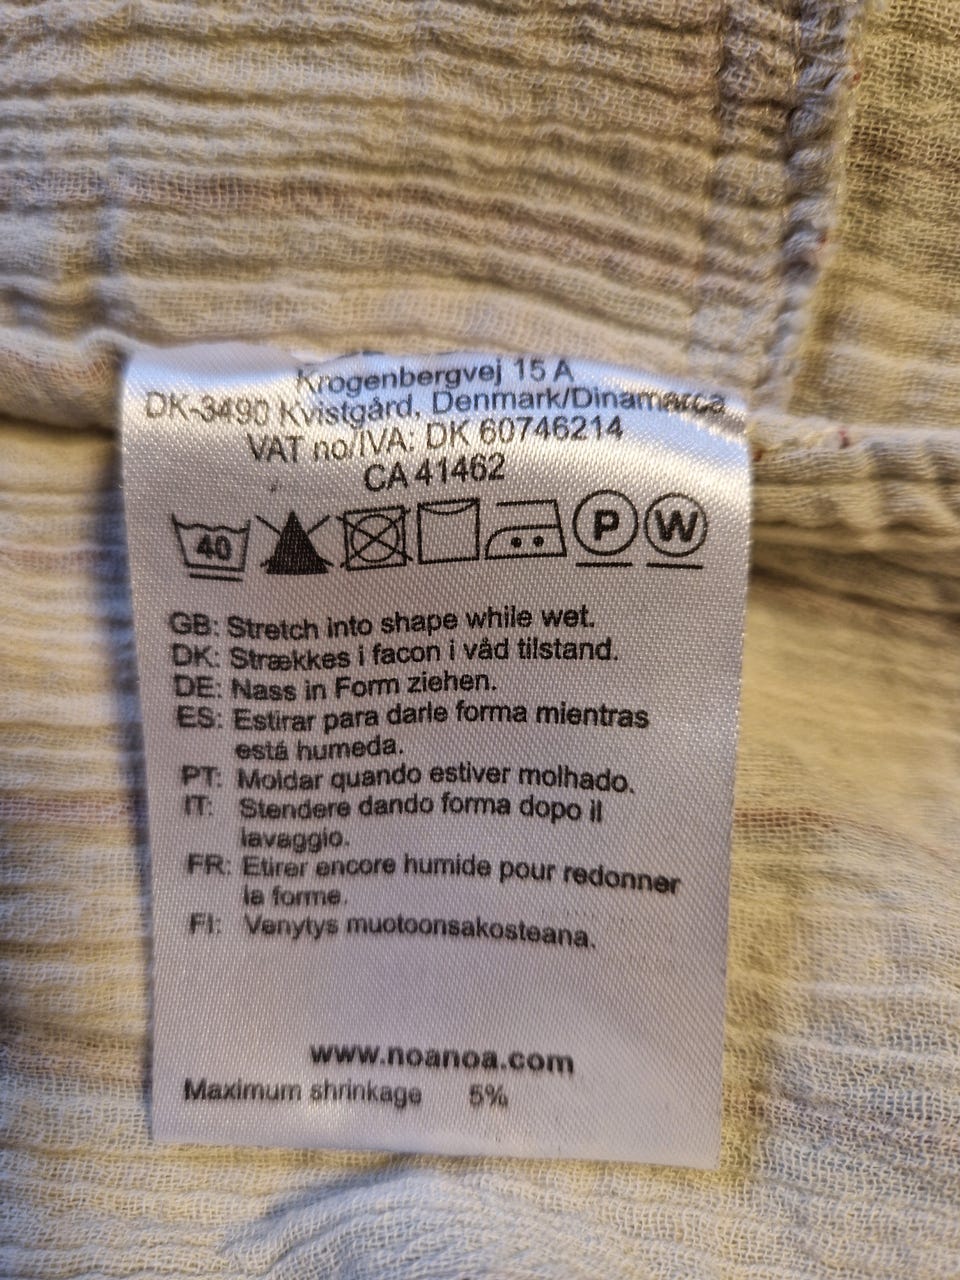 Krogenbergvej 15 A
DK-3490 Kvistgård, Denmark/Dinamarca
VAT no/IVA: DK 60746214
CA 41462
40
P
W
GB: Stretch into shape while wet.
DK: Strækkes i facon i våd tilstand.
DE: Nass in Form ziehen.
ES: Estirar para darle forma mientras
está humeda.
PT: Moldar quando estiver molhado.
IT: Stendere dando forma dopo il
lavaggio.
FR: Etirer encore humide pour redonner
la forme.
FI: Venytys muotoonsakosteana.
www.noanoa.com
Maximum shrinkage 5%